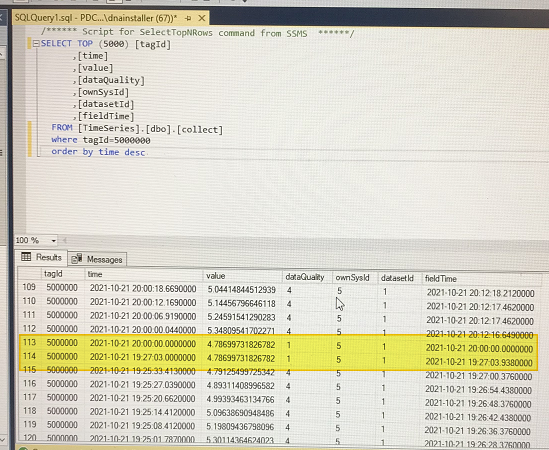 SQLQuery1.sql - PDC...\dnainstaller (67))*
/****** Script for SelectTopNRows command from SSMS ******/
SELECT TOP (5000) [tagId]
,[time]
,[value]
,[dataQuality]
,[ownSysId]
,[datasetId]
,[fieldTime]
FROM [TimeSeries].[dbo].[collect]
where tagId=5000000
order by time desc
100 %
Results Messages
tagId time value dataQuality ownSysId datasetId fieldTime
109 5000000 2021-10-21 20:00:18.6690000 5.04414844512939 4 5 1 2021-10-21 20:12:18.2120000
110 5000000 2021-10-21 20:00:12.1690000 5.14456796646118 4 5 1 2021-10-21 20:12:17.4620000
111 5000000 2021-10-21 20:00:06.9190000 5.24591541290283 4 5 1 2021-10-21 20:12:17.4620000
112 5000000 2021-10-21 20:00:00.0440000 5.34809541702271 4 5 1 2021-10-21 20:12:16.6490000
113 5000000 2021-10-21 20:00:00.0000000 4.78699731826782 1 5 1 2021-10-21 20:00:00.0000000
114 5000000 2021-10-21 19:27:03.0000000 4.78699731826782 1 5 1 2021-10-21 19:27:03.9380000
115 5000000 2021-10-21 19:25:33.4130000 4.79125499725342 4 5 1 2021-10-21 19:27:00.3760000
116 5000000 2021-10-21 19:25:27.0390000 4.89311408996582 4 5 1 2021-10-21 19:26:54.4380000
117 5000000 2021-10-21 19:25:20.6620000 4.99393463134766 4 5 1 2021-10-21 19:26:48.3760000
118 5000000 2021-10-21 19:25:14.4120000 5.09638690948486 4 5 1 2021-10-21 19:26:42.4380000
119 5000000 2021-10-21 19:25:08.4120000 5.19809436798096 4 5 1 2021-10-21 19:26:36.3760000
120 5000000 2021-10-21 19:25:01.7870000 5.30114364624023 4 5 1 2021-10-21 19:26:28.3760000